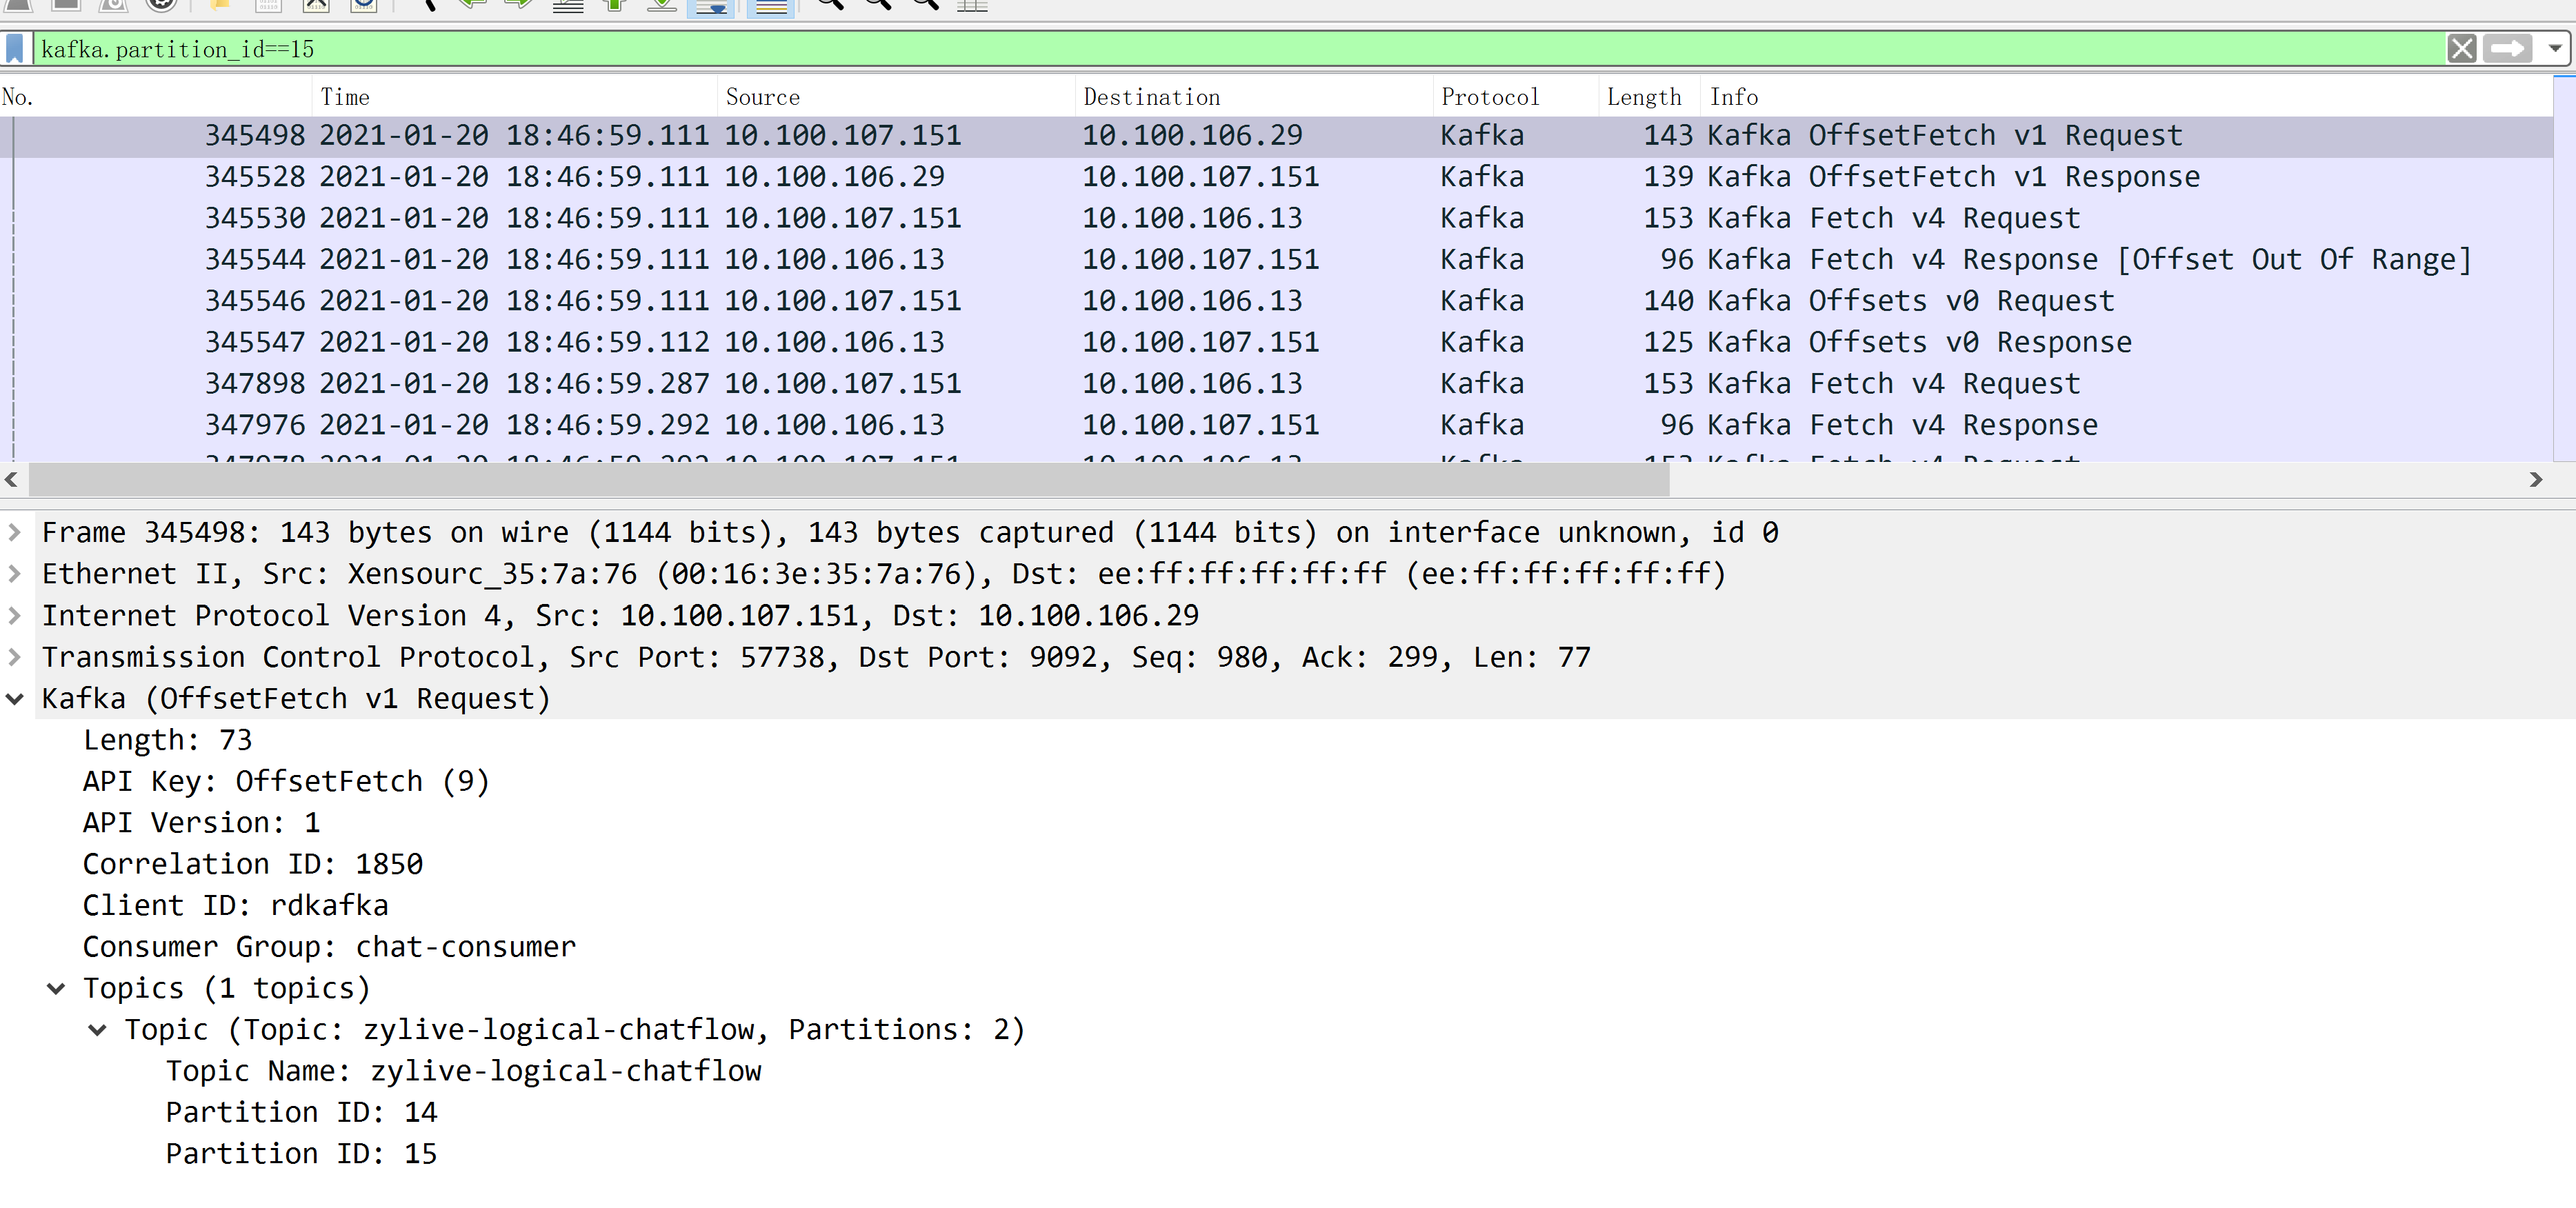 kafka.partition_id==15
No. Time Source Destination Protocol Length Info
345498 2021-01-20 18:46:59.111 10.100.107.151 10.100.106.29 Kafka 143 Kafka OffsetFetch v1 Request
345528 2021-01-20 18:46:59.111 10.100.106.29 10.100.107.151 Kafka 139 Kafka OffsetFetch v1 Response
345530 2021-01-20 18:46:59.111 10.100.107.151 10.100.106.13 Kafka 153 Kafka Fetch v4 Request
345544 2021-01-20 18:46:59.111 10.100.106.13 10.100.107.151 Kafka 96 Kafka Fetch v4 Response [Offset Out Of Range]
345546 2021-01-20 18:46:59.111 10.100.107.151 10.100.106.13 Kafka 140 Kafka Offsets v0 Request
345547 2021-01-20 18:46:59.112 10.100.106.13 10.100.107.151 Kafka 125 Kafka Offsets v0 Response
347898 2021-01-20 18:46:59.287 10.100.107.151 10.100.106.13 Kafka 153 Kafka Fetch v4 Request
347976 2021-01-20 18:46:59.292 10.100.106.13 10.100.107.151 Kafka 96 Kafka Fetch v4 Response
Frame 345498: 143 bytes on wire (1144 bits), 143 bytes captured (1144 bits) on interface unknown, id 0
Ethernet II, Src: Xensourc_35:7a:76 (00:16:3e:35:7a:76), Dst: ee:ff:ff:ff:ff:ff (ee:ff:ff:ff:ff:ff)
Internet Protocol Version 4, Src: 10.100.107.151, Dst: 10.100.106.29
Transmission Control Protocol, Src Port: 57738, Dst Port: 9092, Seq: 980, Ack: 299, Len: 77
Kafka (OffsetFetch v1 Request)
Length: 73
API Key: OffsetFetch (9)
API Version: 1
Correlation ID: 1850
Client ID: rdkafka
Consumer Group: chat-consumer
Topics (1 topics)
Topic (Topic: zylive-logical-chatflow, Partitions: 2)
Topic Name: zylive-logical-chatflow
Partition ID: 14
Partition ID: 15